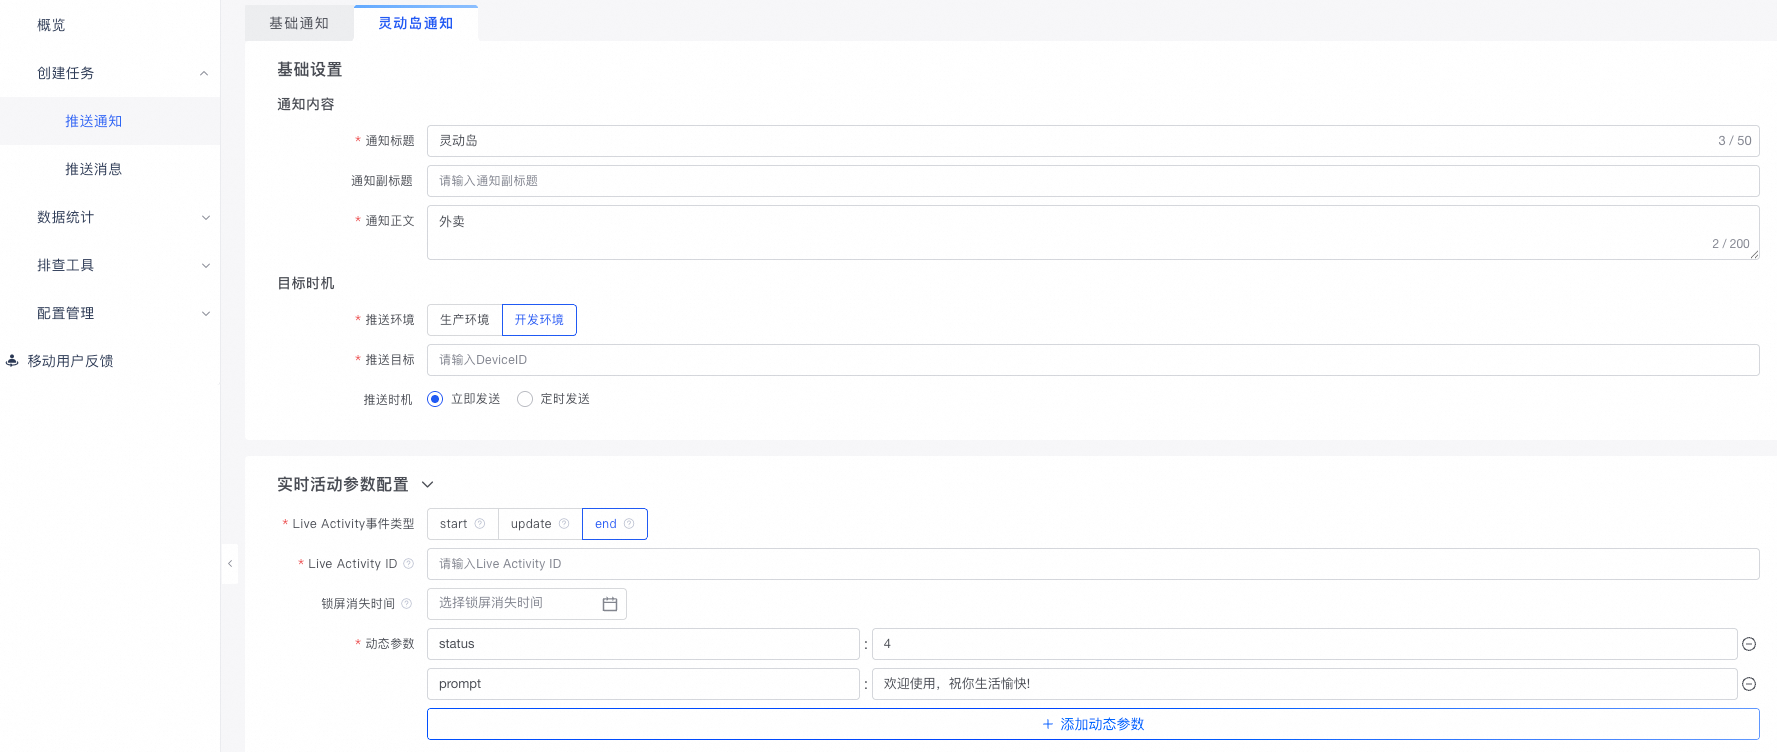 概览
创建任务
推送通知
推送消息
数据统计
排查工具
配置管理
移动用户反馈
基础通知
灵动岛通知
基础设置
通知内容
* 通知标题
灵动岛
3 / 50
通知副标题
请输入通知副标题
* 通知正文
外卖
2 / 200
目标时机
* 推送环境
生产环境
开发环境
* 推送目标
请输入DeviceID
推送时机
立即发送
定时发送
实时活动参数配置
* Live Activity事件类型
start
update
end
* Live Activity ID
请输入Live Activity ID
锁屏消失时间
选择锁屏消失时间
* 动态参数
status
:
4
prompt
:
欢迎使用，祝你生活愉快!
+ 添加动态参数